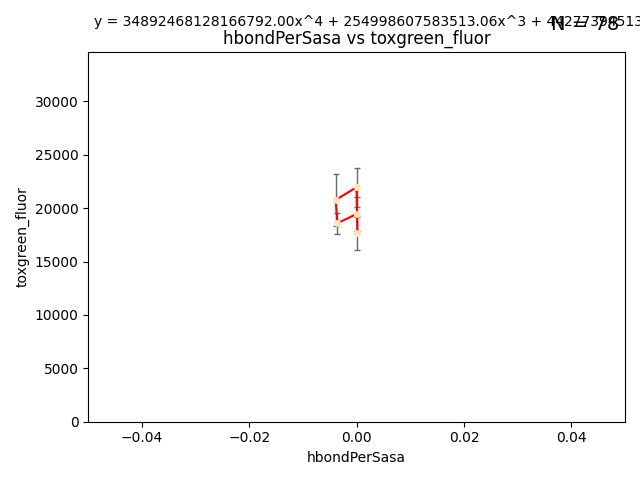 y = 34892468128166792.00x^4 + 254998607583513.06x^3 +
N = 78
hbondPerSasa vs toxgreen_fluor
30000
25000
20000
15000
10000
5000
0
toxgreen_fluor
−0.04 −0.02 0.00 0.02 0.04
hbondPerSasa